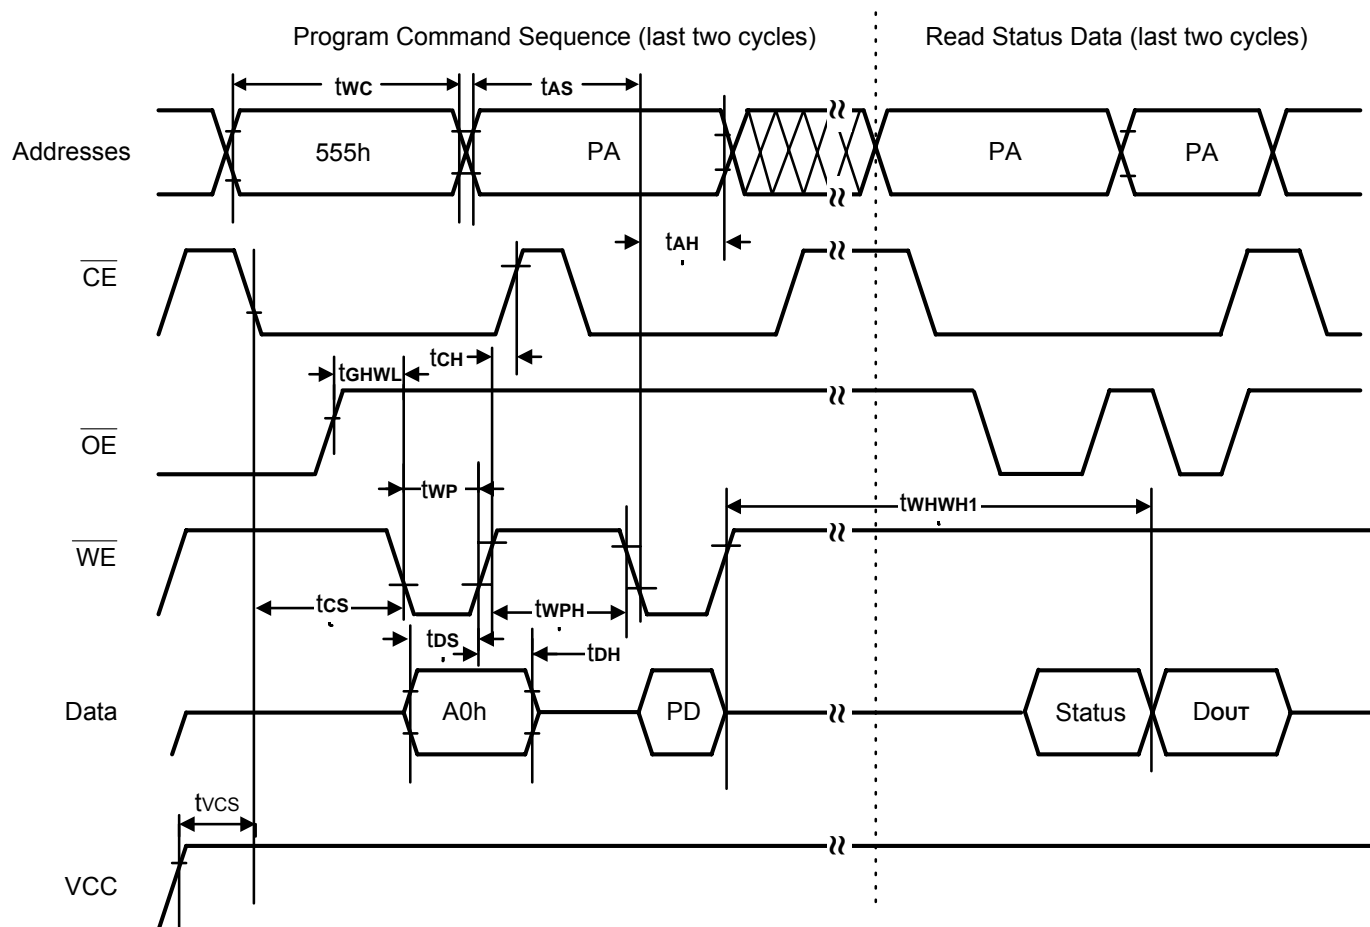 Program Command Sequence (last two cycles)
Read Status Data (last two cycles)
tWC
tAS
Addresses
555h
PA
PA
PA
tAH
CE
tCH
tGHWL
OE
tWP
tWHWH1
WE
tCS
tWPH
tDS
tDH
Data
A0h
PD
Status
DOUT
tVCS
VCC